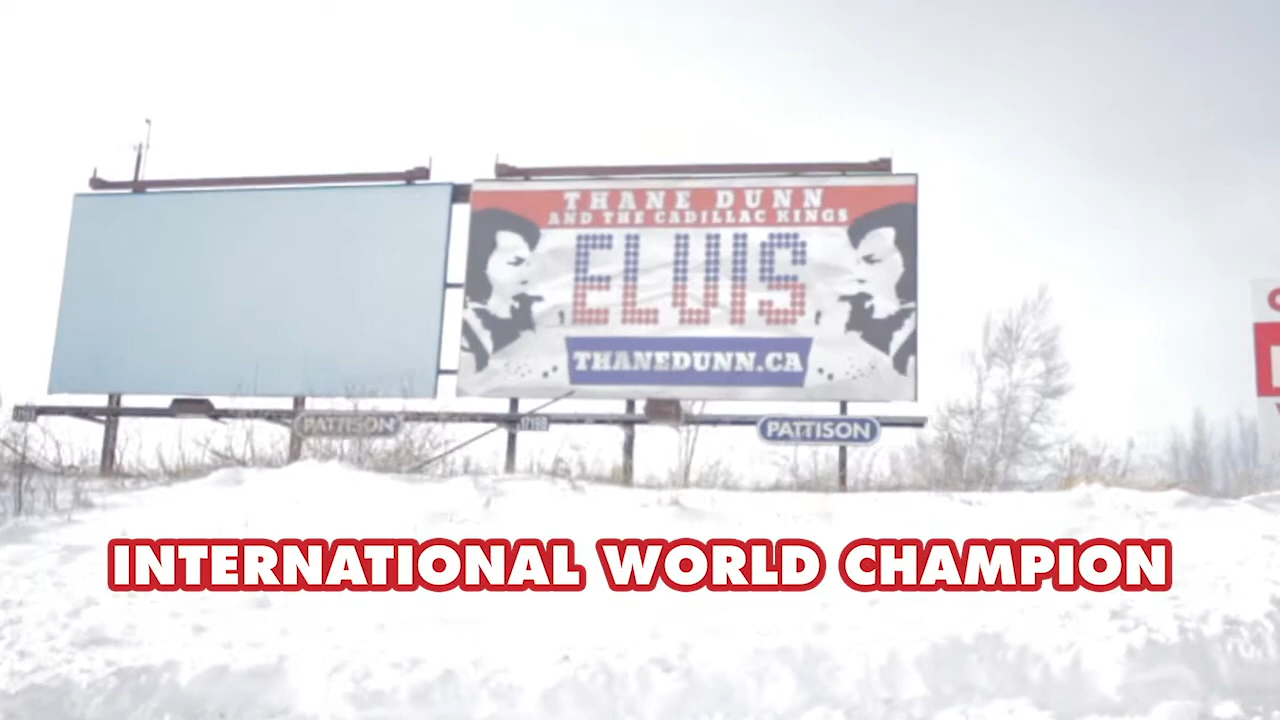 THANE DUNN
AND THE CADILLAC KINGS
ELVIS
THANEDUNN.CA
PATTISON
PATTISON
INTERNATIONAL WORLD CHAMPION